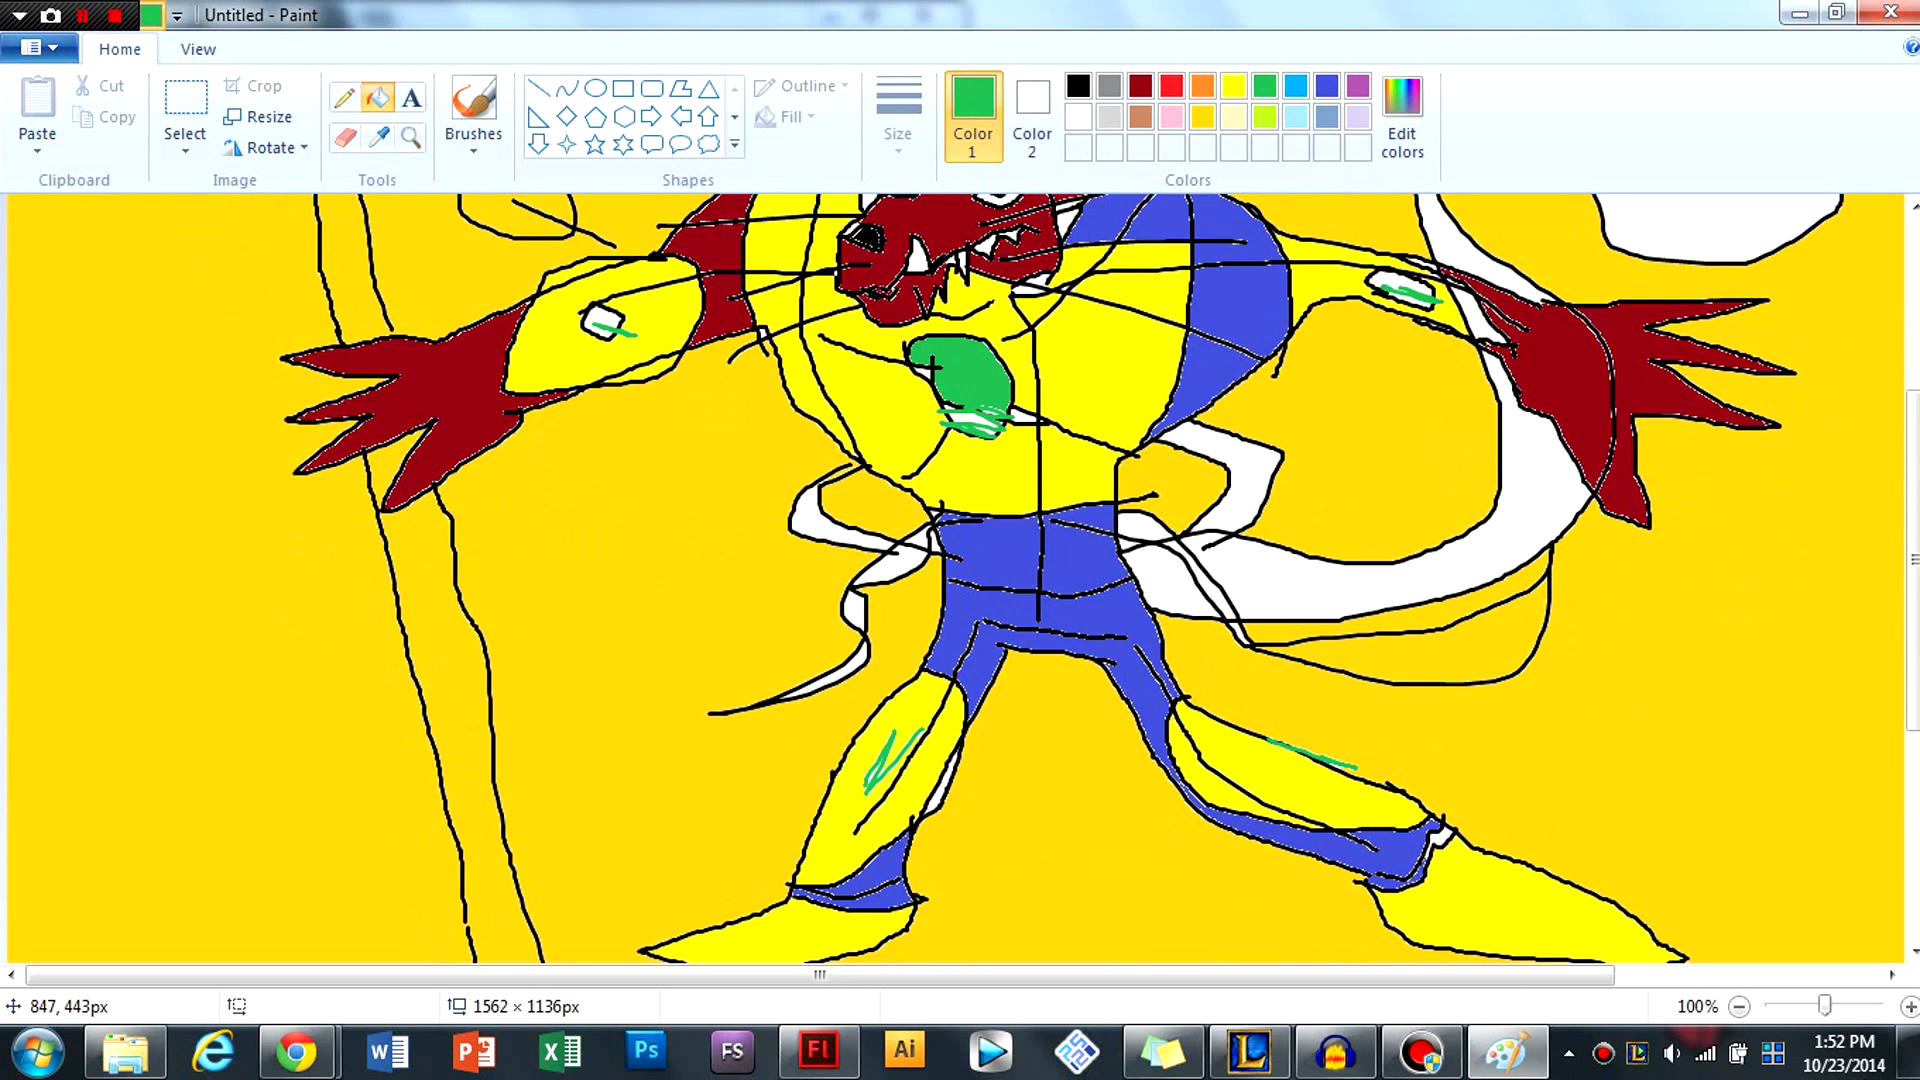 Untitled - Paint
Home View
Paste
Cut
Copy
Clipboard
Select
Crop
Resize
Rotate
Image
A
Tools
Brushes
Outline
Fill
Shapes
Size
Color 1
Color 2
Edit colors
Colors
847, 443px
1562 × 1136px
100%
W
P
X
Ps
FS
FL
Ai
L
L
1:52 PM
10/23/2014